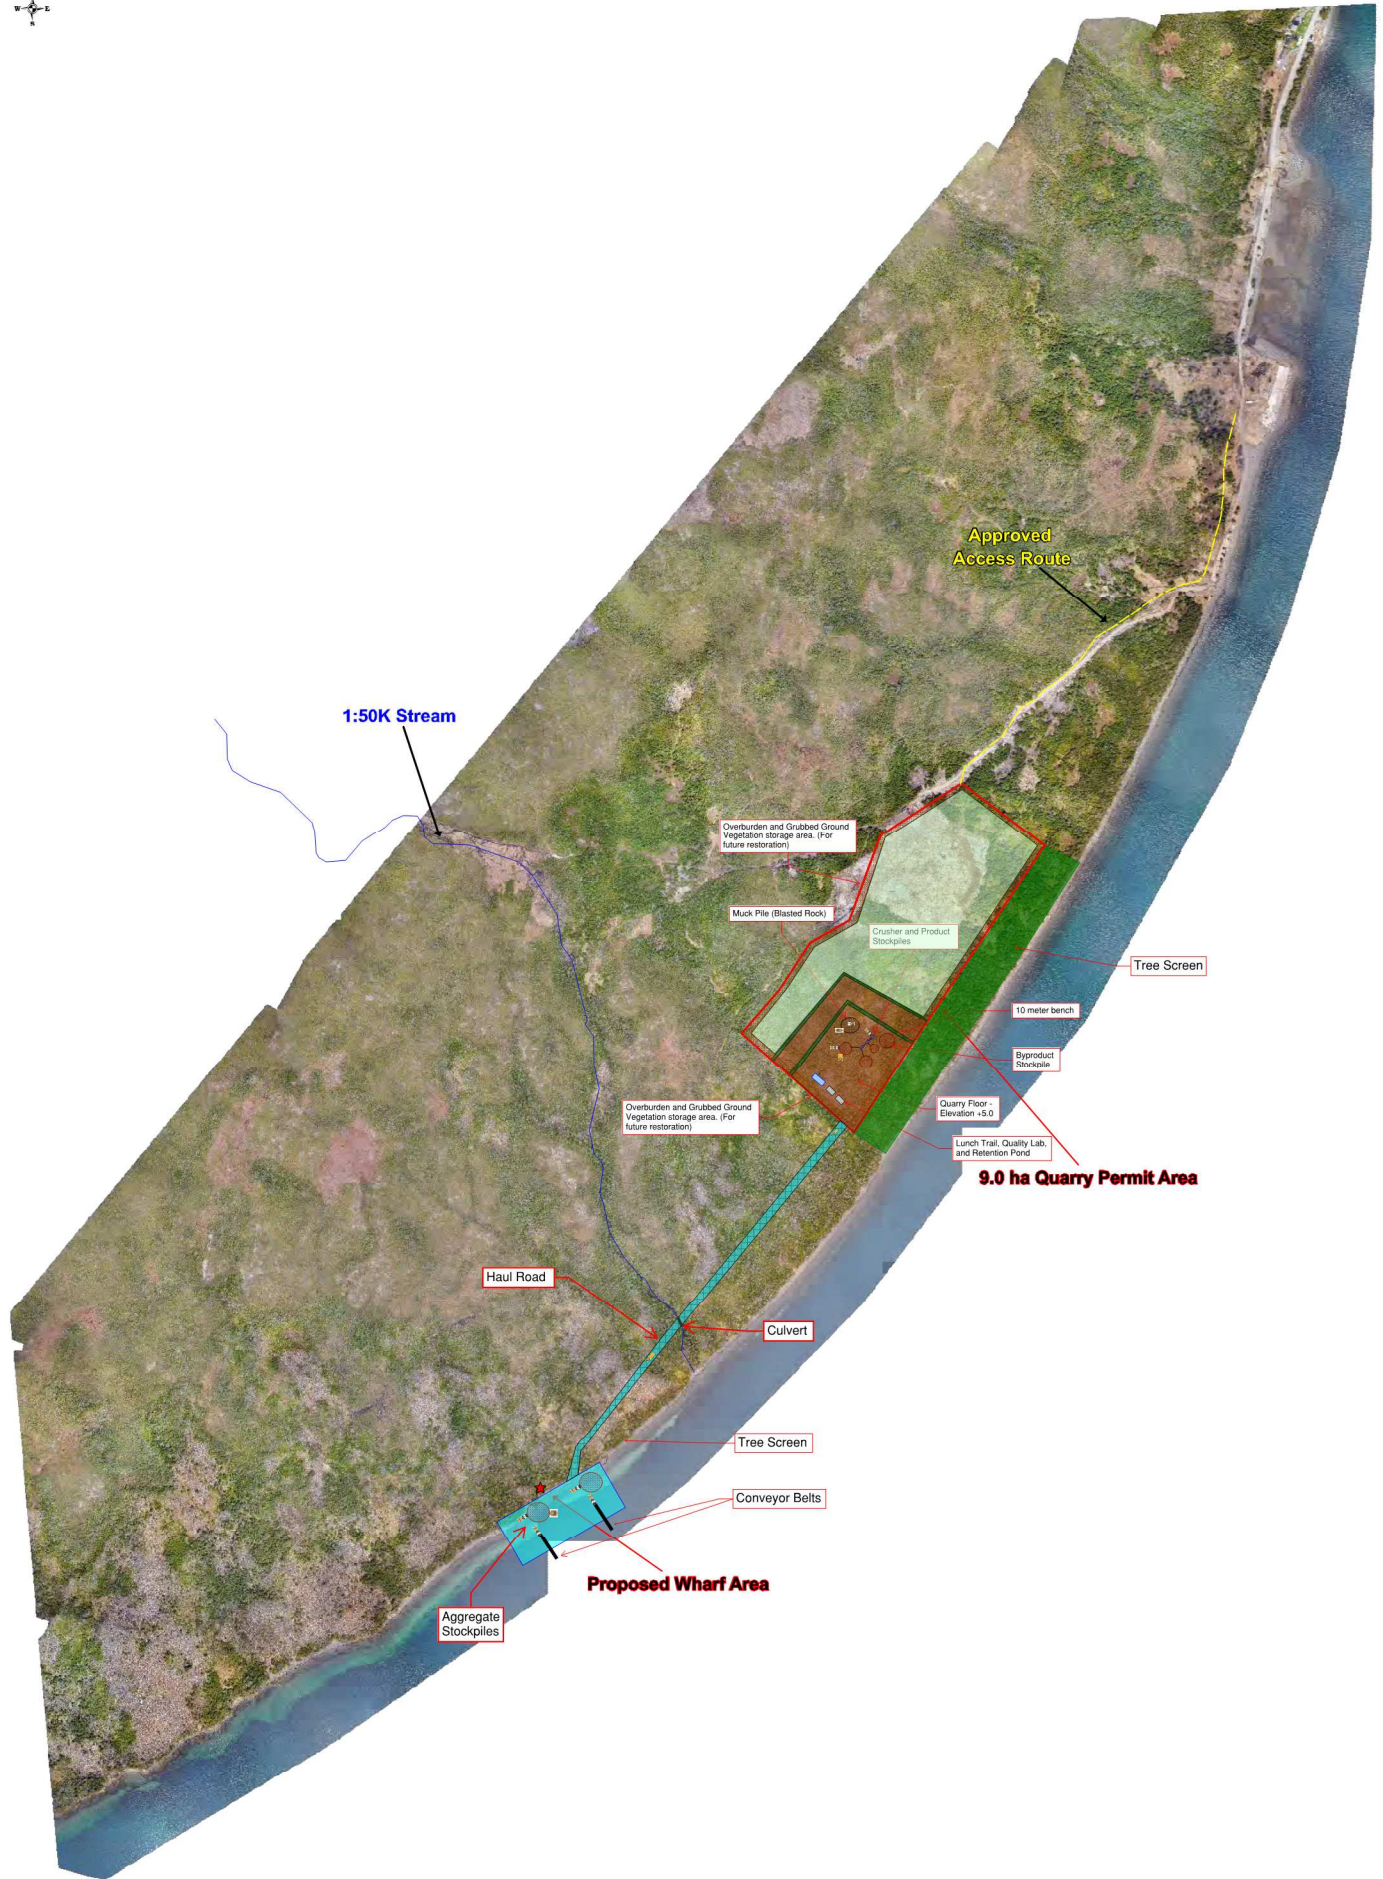 W E
S
Approved
Access Route
1:50K Stream
Overburden and Grubbed Ground
Vegetation storage area. (For
future restoration)
Muck Pile (Blasted Rock)
Crusher and Product
Stockpiles
Tree Screen
10 meter bench
Byproduct
Stockpile
Quarry Floor -
Elevation +5.0
Overburden and Grubbed Ground
Vegetation storage area. (For
future restoration)
Lunch Trail, Quality Lab,
and Retention Pond
9.0 ha Quarry Permit Area
Haul Road
Culvert
Tree Screen
Conveyor Belts
Proposed Wharf Area
Aggregate
Stockpiles